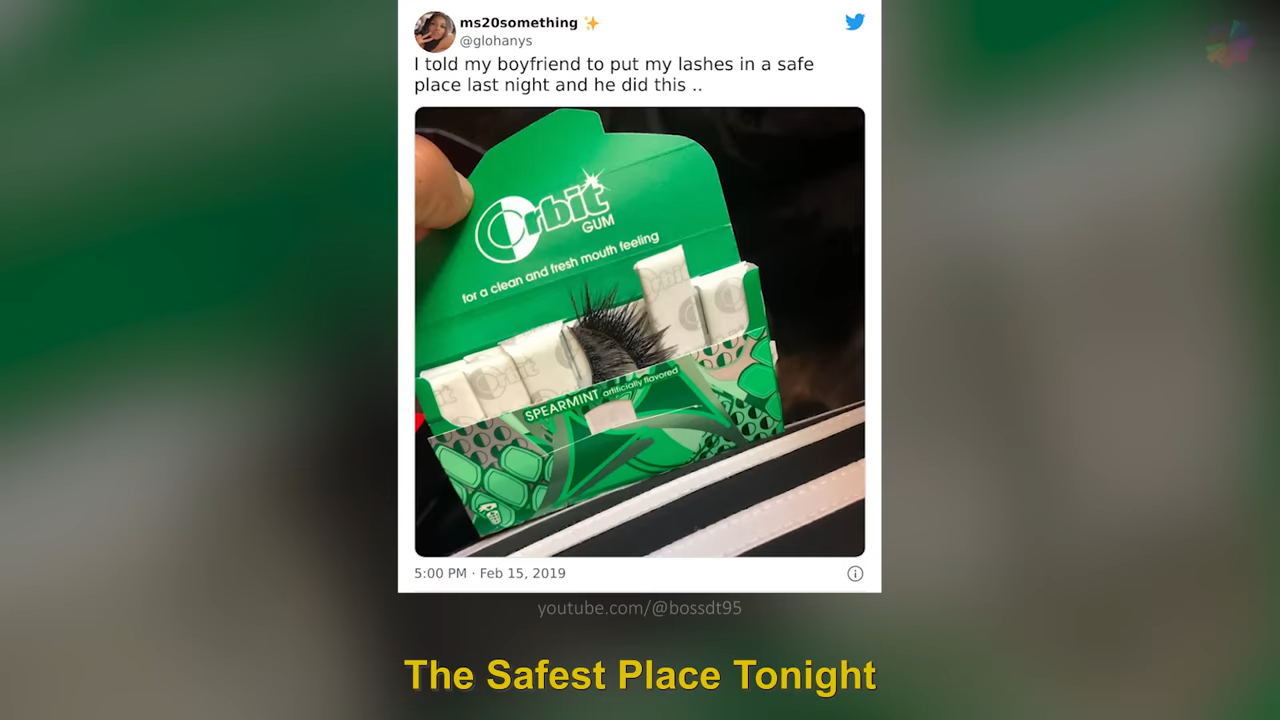 ms20something ✨
@glohanys
I told my boyfriend to put my lashes in a safe
place last night and he did this ..
Orbit
GUM
for a clean and fresh mouth feeling
SPEARMINT artificially flavored
5:00 PM · Feb 15, 2019
youtube.com/@bossdt95
The Safest Place Tonight